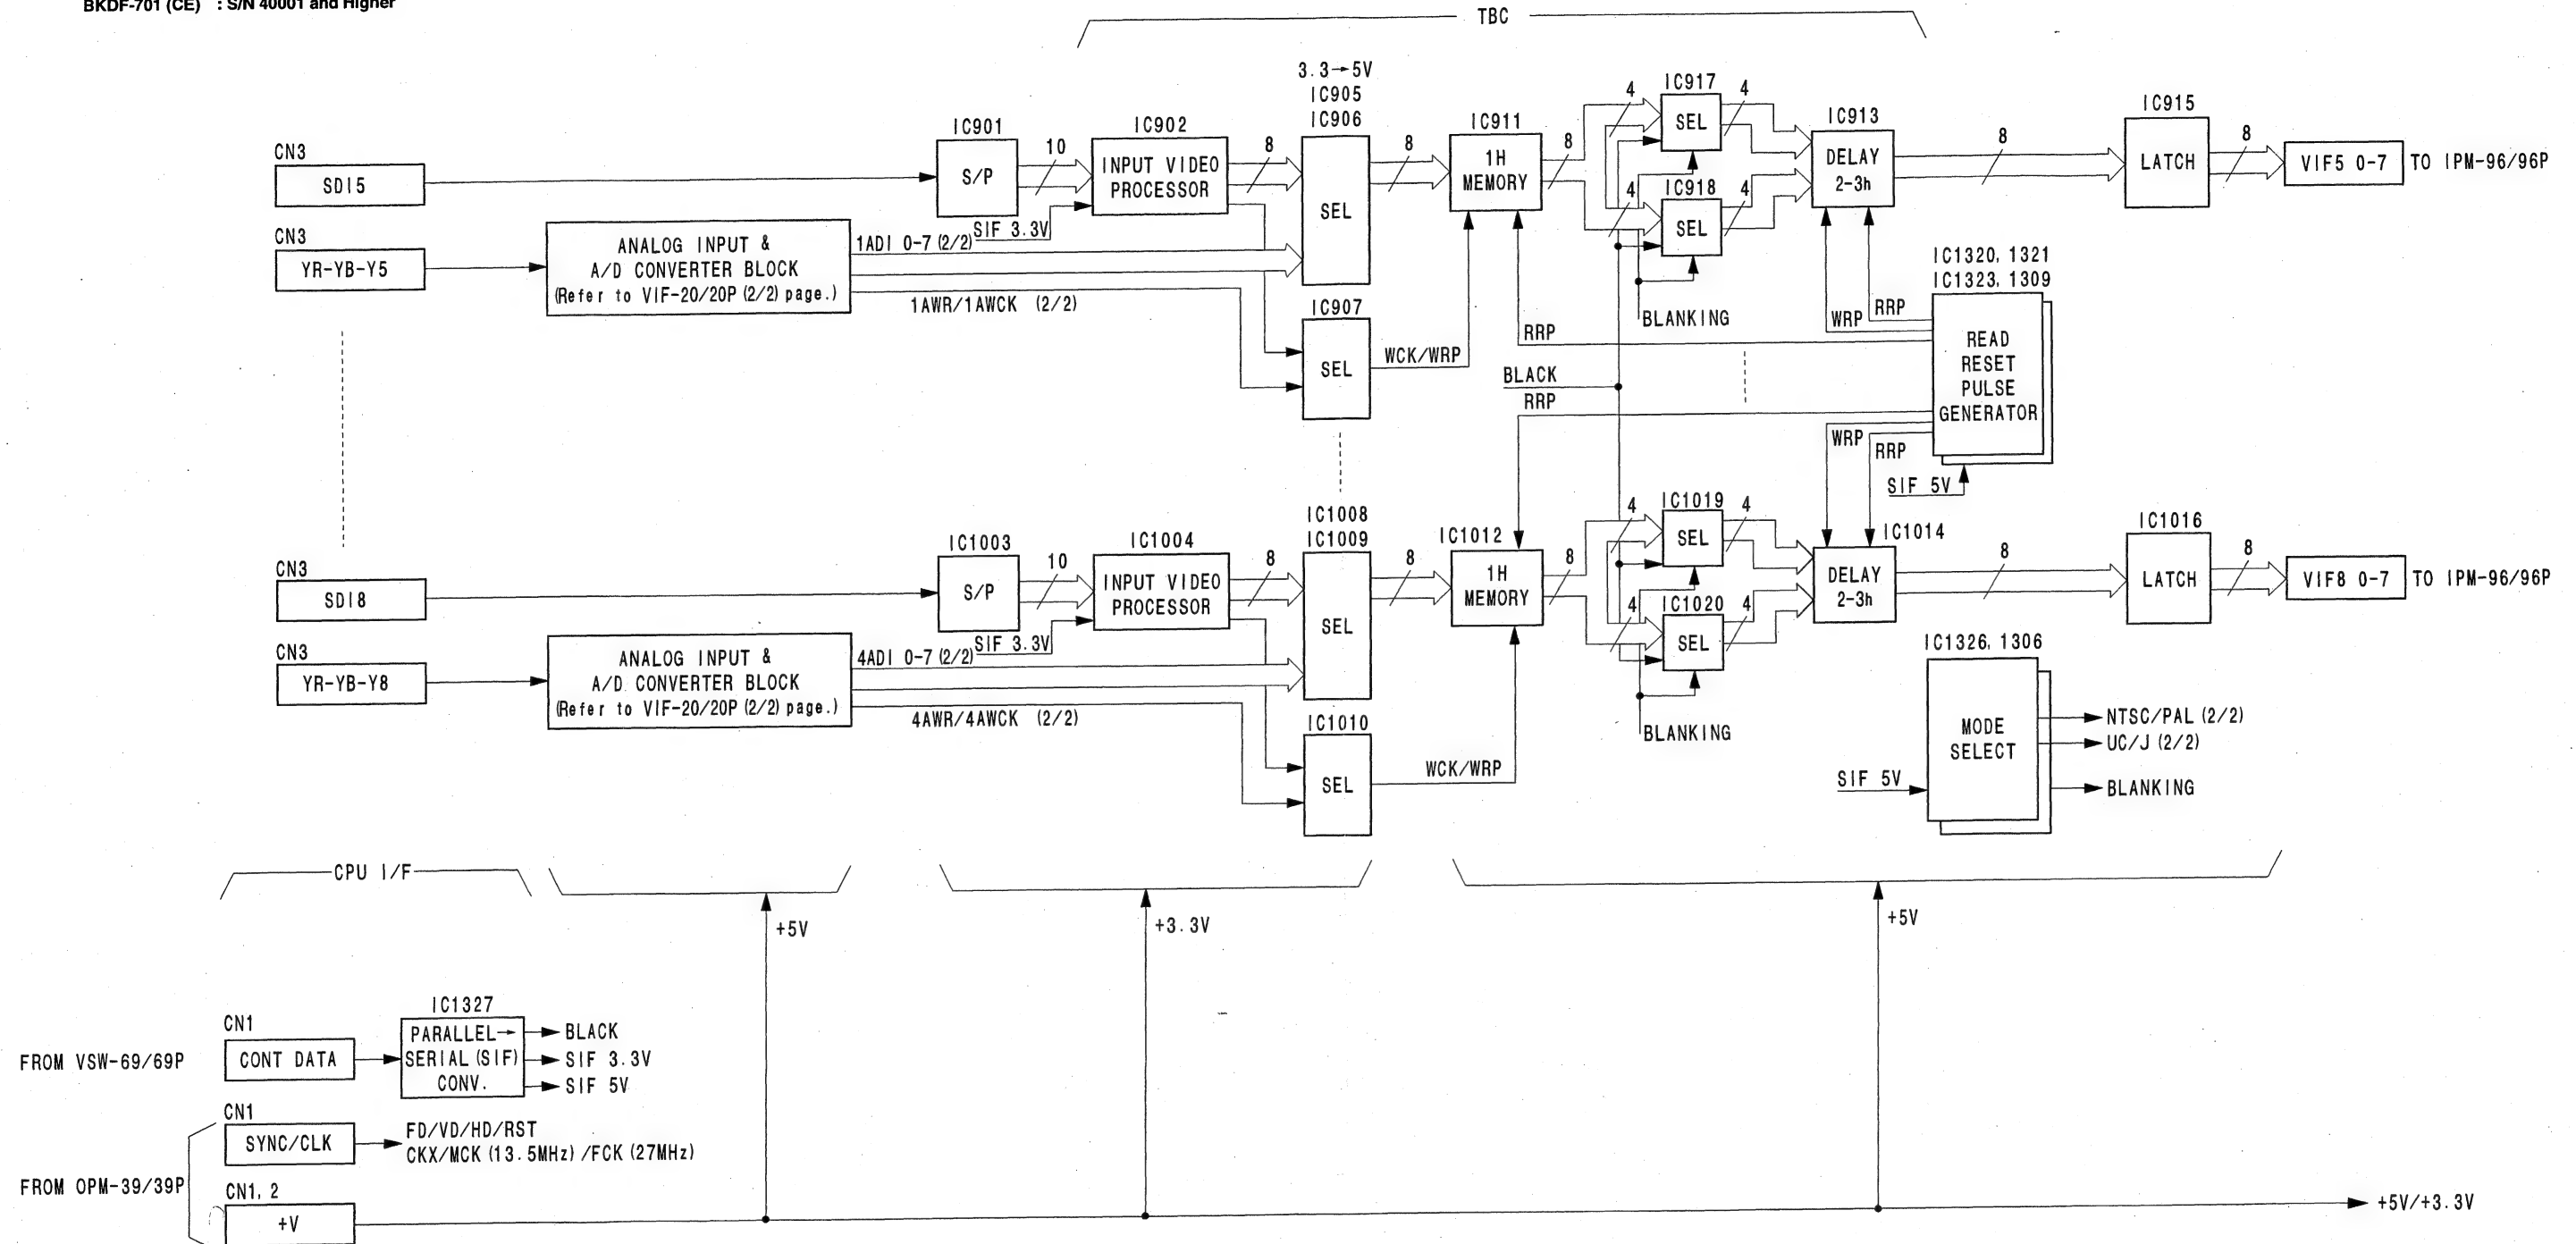 BKDF-701 (CE) : S/N 40001 and Higher
TBC
3.3→5V
IC905
IC906
IC901
IC902
IC911
IC917
IC913
IC915
CN3
SDI5
S/P
10
INPUT VIDEO
PROCESSOR
8
SEL
8
1H
MEMORY
8
4
SEL
4
DELAY
2-3h
8
LATCH
8
VIF5 0-7
TO IPM-96/96P
IC918
4
SEL
4
SIF 3.3V
CN3
YR-YB-Y5
ANALOG INPUT &
A/D CONVERTER BLOCK
(Refer to VIF-20/20P (2/2) page.)
1ADI 0-7 (2/2)
1AWR/1AWCK (2/2)
IC907
SEL
WCK/WRP
BLANKING
RRP
WRP
RRP
IC1320, 1321
IC1323, 1309
READ
RESET
PULSE
GENERATOR
BLACK
RRP
WRP
RRP
SIF 5V
IC1008
IC1009
IC1003
IC1004
IC1012
IC1019
IC1014
IC1016
CN3
SDI8
S/P
10
INPUT VIDEO
PROCESSOR
8
SEL
8
1H
MEMORY
8
4
SEL
4
DELAY
2-3h
8
LATCH
8
VIF8 0-7
TO IPM-96/96P
IC1020
4
SEL
4
SIF 3.3V
CN3
YR-YB-Y8
ANALOG INPUT &
A/D CONVERTER BLOCK
(Refer to VIF-20/20P (2/2) page.)
4ADI 0-7 (2/2)
4AWR/4AWCK (2/2)
IC1010
SEL
WCK/WRP
BLANKING
IC1326, 1306
MODE
SELECT
SIF 5V
NTSC/PAL (2/2)
UC/J (2/2)
BLANKING
CPU I/F
+5V
+3.3V
+5V
IC1327
CN1
FROM VSW-69/69P
CONT DATA
PARALLEL→
SERIAL (SIF)
CONV.
BLACK
SIF 3.3V
SIF 5V
CN1
SYNC/CLK
FD/VD/HD/RST
CKX/MCK (13.5MHz) /FCK (27MHz)
FROM OPM-39/39P
CN1, 2
+V
+5V/+3.3V